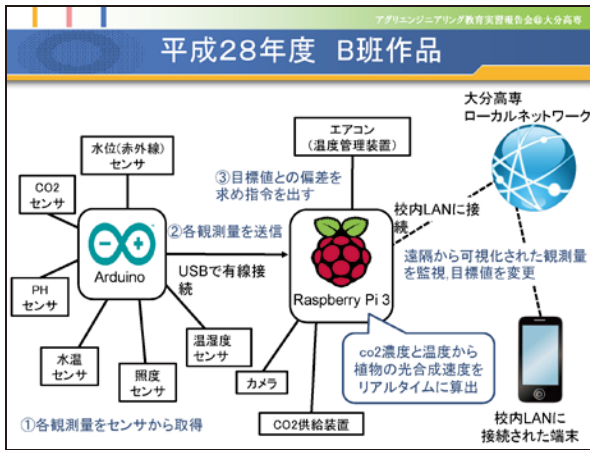 アグリエンジニアリング教育実習報告会@大分高専
平成28年度 B班作品
大分高専
ローカルネットワーク
エアコン
(温度管理装置)
水位(赤外線)
センサ
③目標値との偏差を
求め指令を出す
CO2
センサ
②各観測量を送信
校内LANに接
続
Arduino
USBで有線接
続
Raspberry Pi 3
遠隔から可視化された観測量
を監視,目標値を変更
PH
センサ
温湿度
センサ
水温
センサ
照度
センサ
カメラ
co2濃度と温度から
植物の光合成速度を
リアルタイムに算出
CO2供給装置
①各観測量をセンサから取得
校内LANに
接続された端末